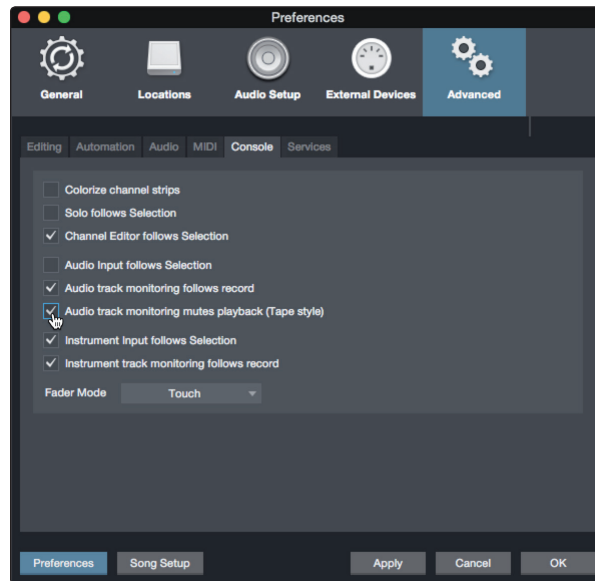 Preferences
General Locations Audio Setup External Devices Advanced
Editing Automation Audio MIDI Console Services
Colorize channel strips
Solo follows Selection
Channel Editor follows Selection
Audio Input follows Selection
Audio track monitoring follows record
Audio track monitoring mutes playback (Tape style)
Instrument Input follows Selection
Instrument track monitoring follows record
Fader Mode Touch
Preferences Song Setup Apply Cancel OK